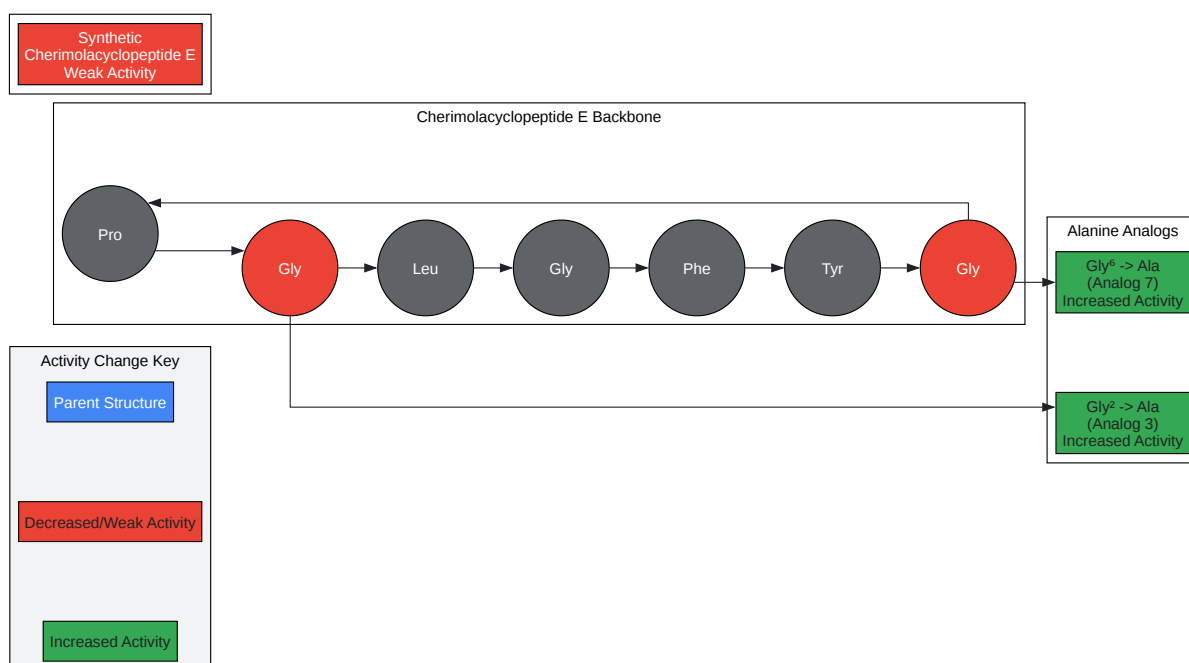 Synthetic
Cherimolacyclopeptide E
Weak Activity
Cherimolacyclopeptide E Backbone
Pro
Gly
Leu
Gly
Phe
Tyr
Gly
Alanine Analogs
Gly⁶ -> Ala
(Analog 7)
Increased Activity
Gly² -> Ala
(Analog 3)
Increased Activity
Activity Change Key
Parent Structure
Decreased/Weak Activity
Increased Activity